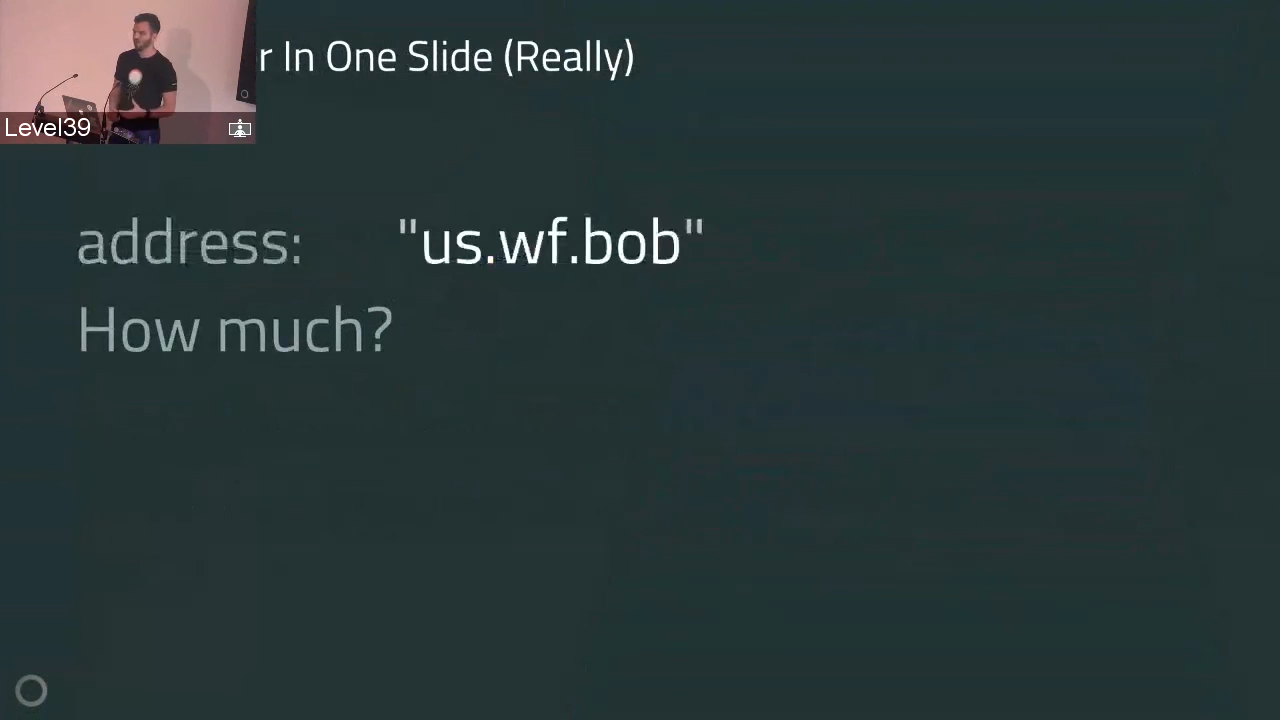 r In One Slide (Really)
Level39
address: "us.wf.bob"
How much?